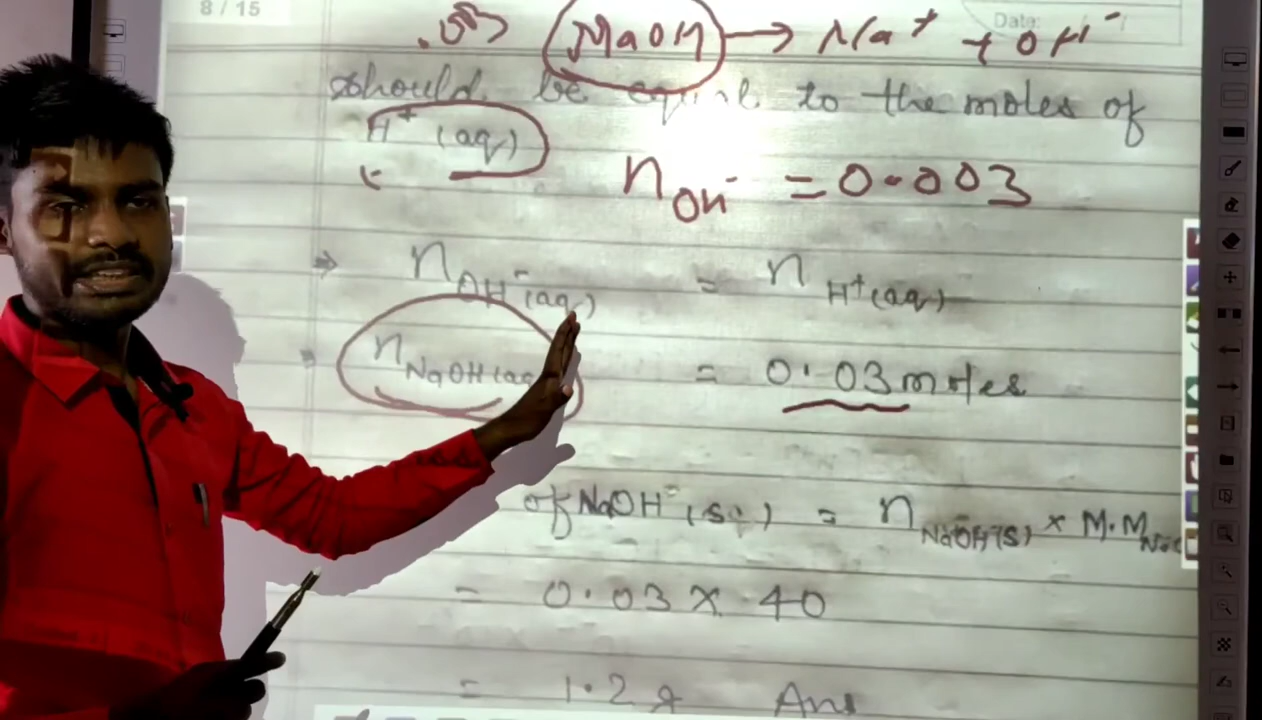 8 / 15
Date:
.03 NaOH → Na⁺ + OH⁻
should be equal to the moles of
H⁺ (aq)
n OH⁻ = 0.003
⇒ n OH⁻(aq) = n H⁺(aq)
n NaOH(aq = 0.03 moles
of NaOH = n NaOH(s) × M.M
= 0.03 × 40
= 1.2 g Ans